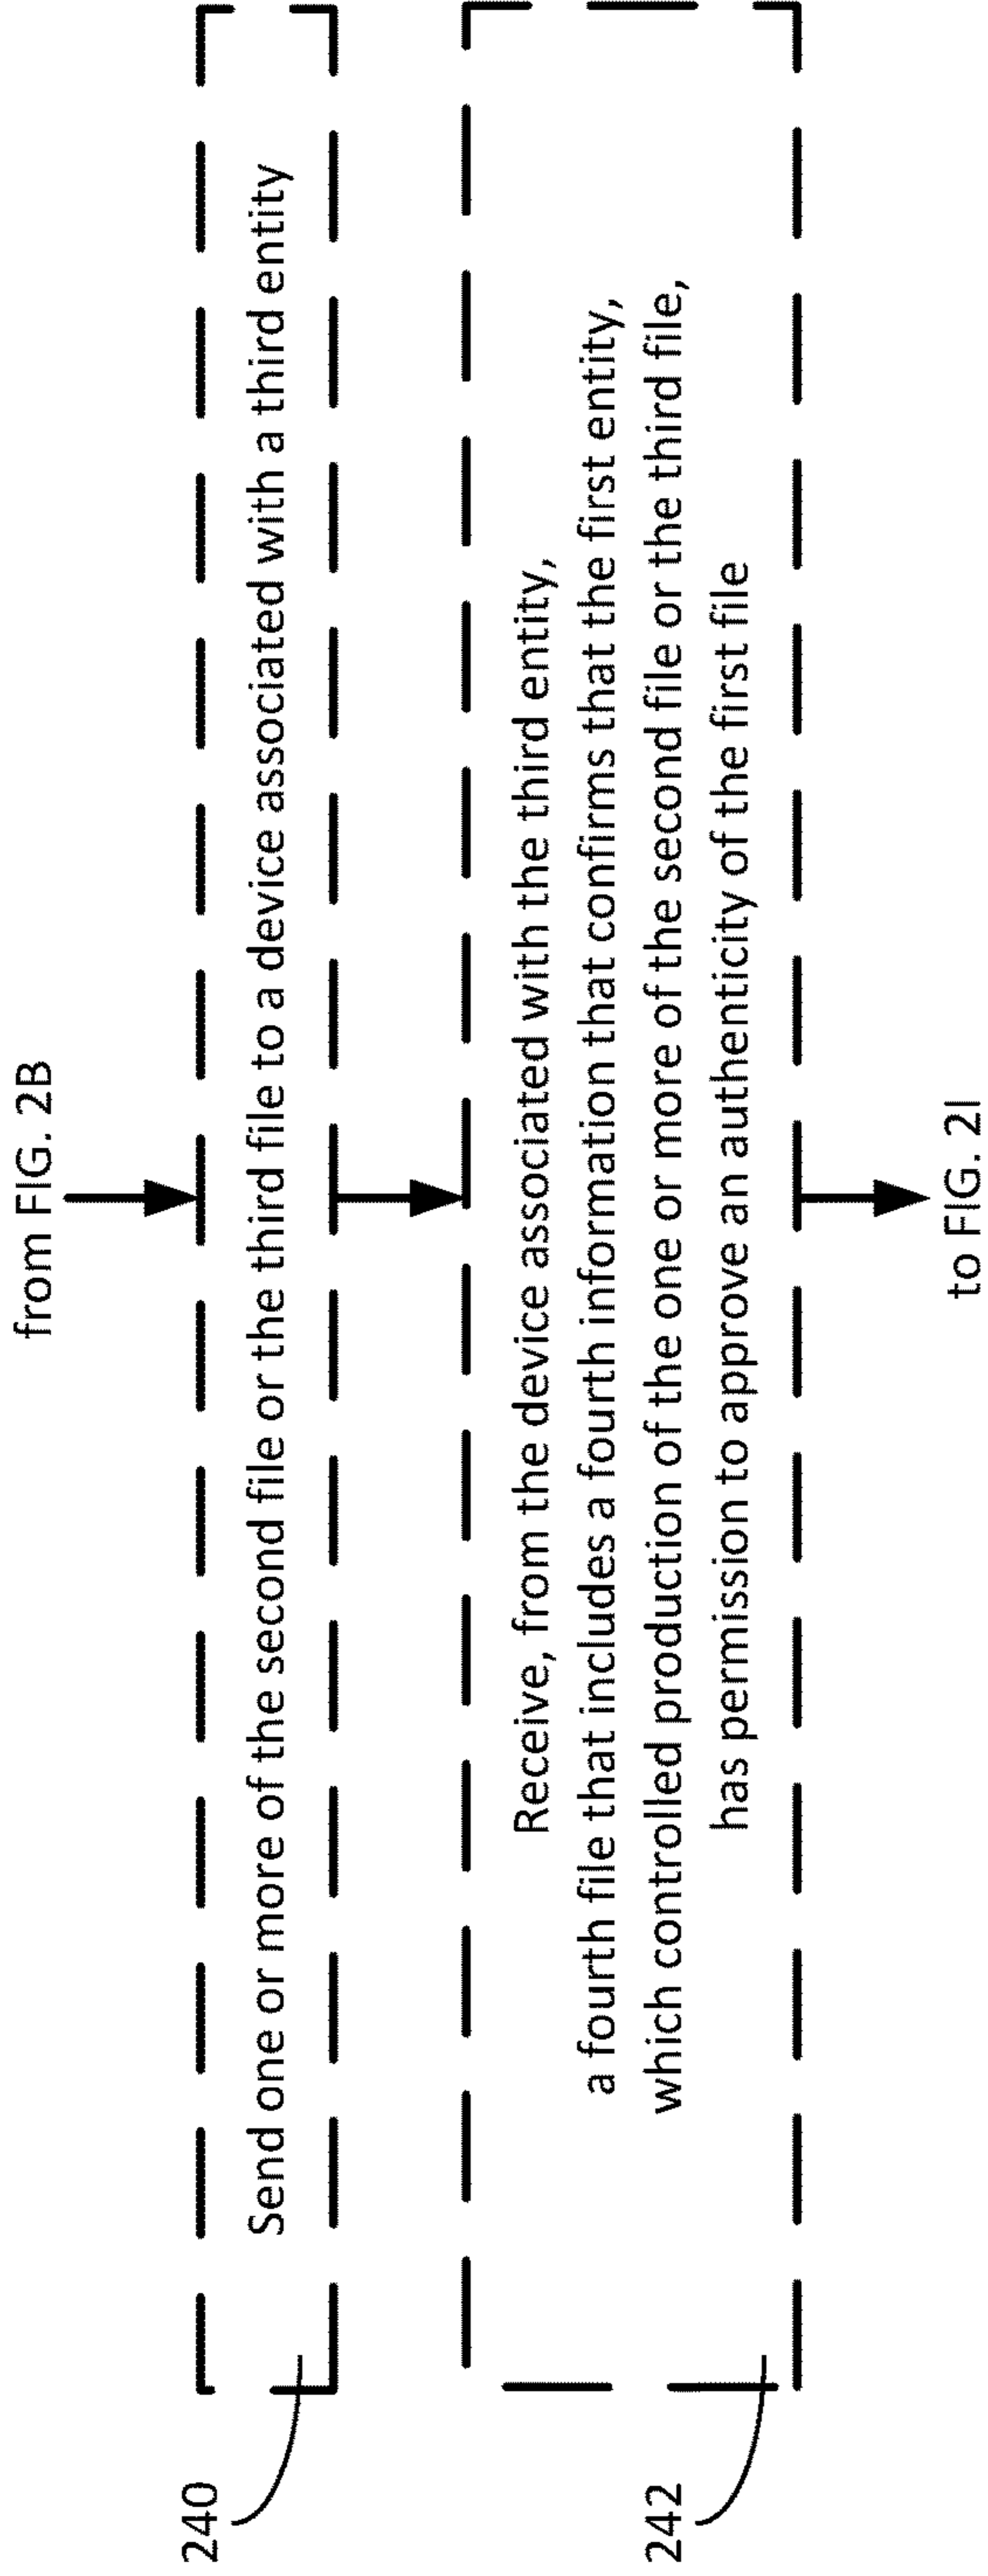 from FIG. 2B
240
Send one or more of the second file or the third file to a device associated with a third entity
242
Receive, from the device associated with the third entity,
a fourth file that includes a fourth information that confirms that the first entity,
which controlled production of the one or more of the second file or the third file,
has permission to approve an authenticity of the first file
to FIG. 2I